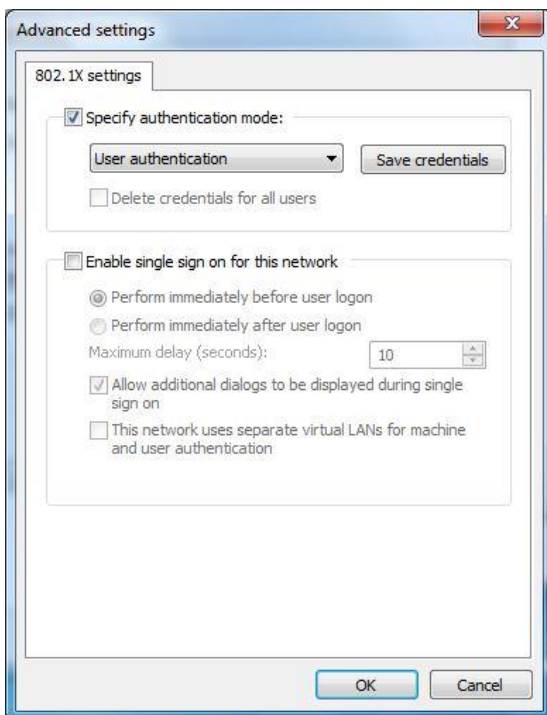 Advanced settings
802.1X settings
Specify authentication mode:
User authentication
Save credentials
Delete credentials for all users
Enable single sign on for this network
Perform immediately before user logon
Perform immediately after user logon
Maximum delay (seconds):
10
Allow additional dialogs to be displayed during single
sign on
This network uses separate virtual LANs for machine
and user authentication
OK
Cancel